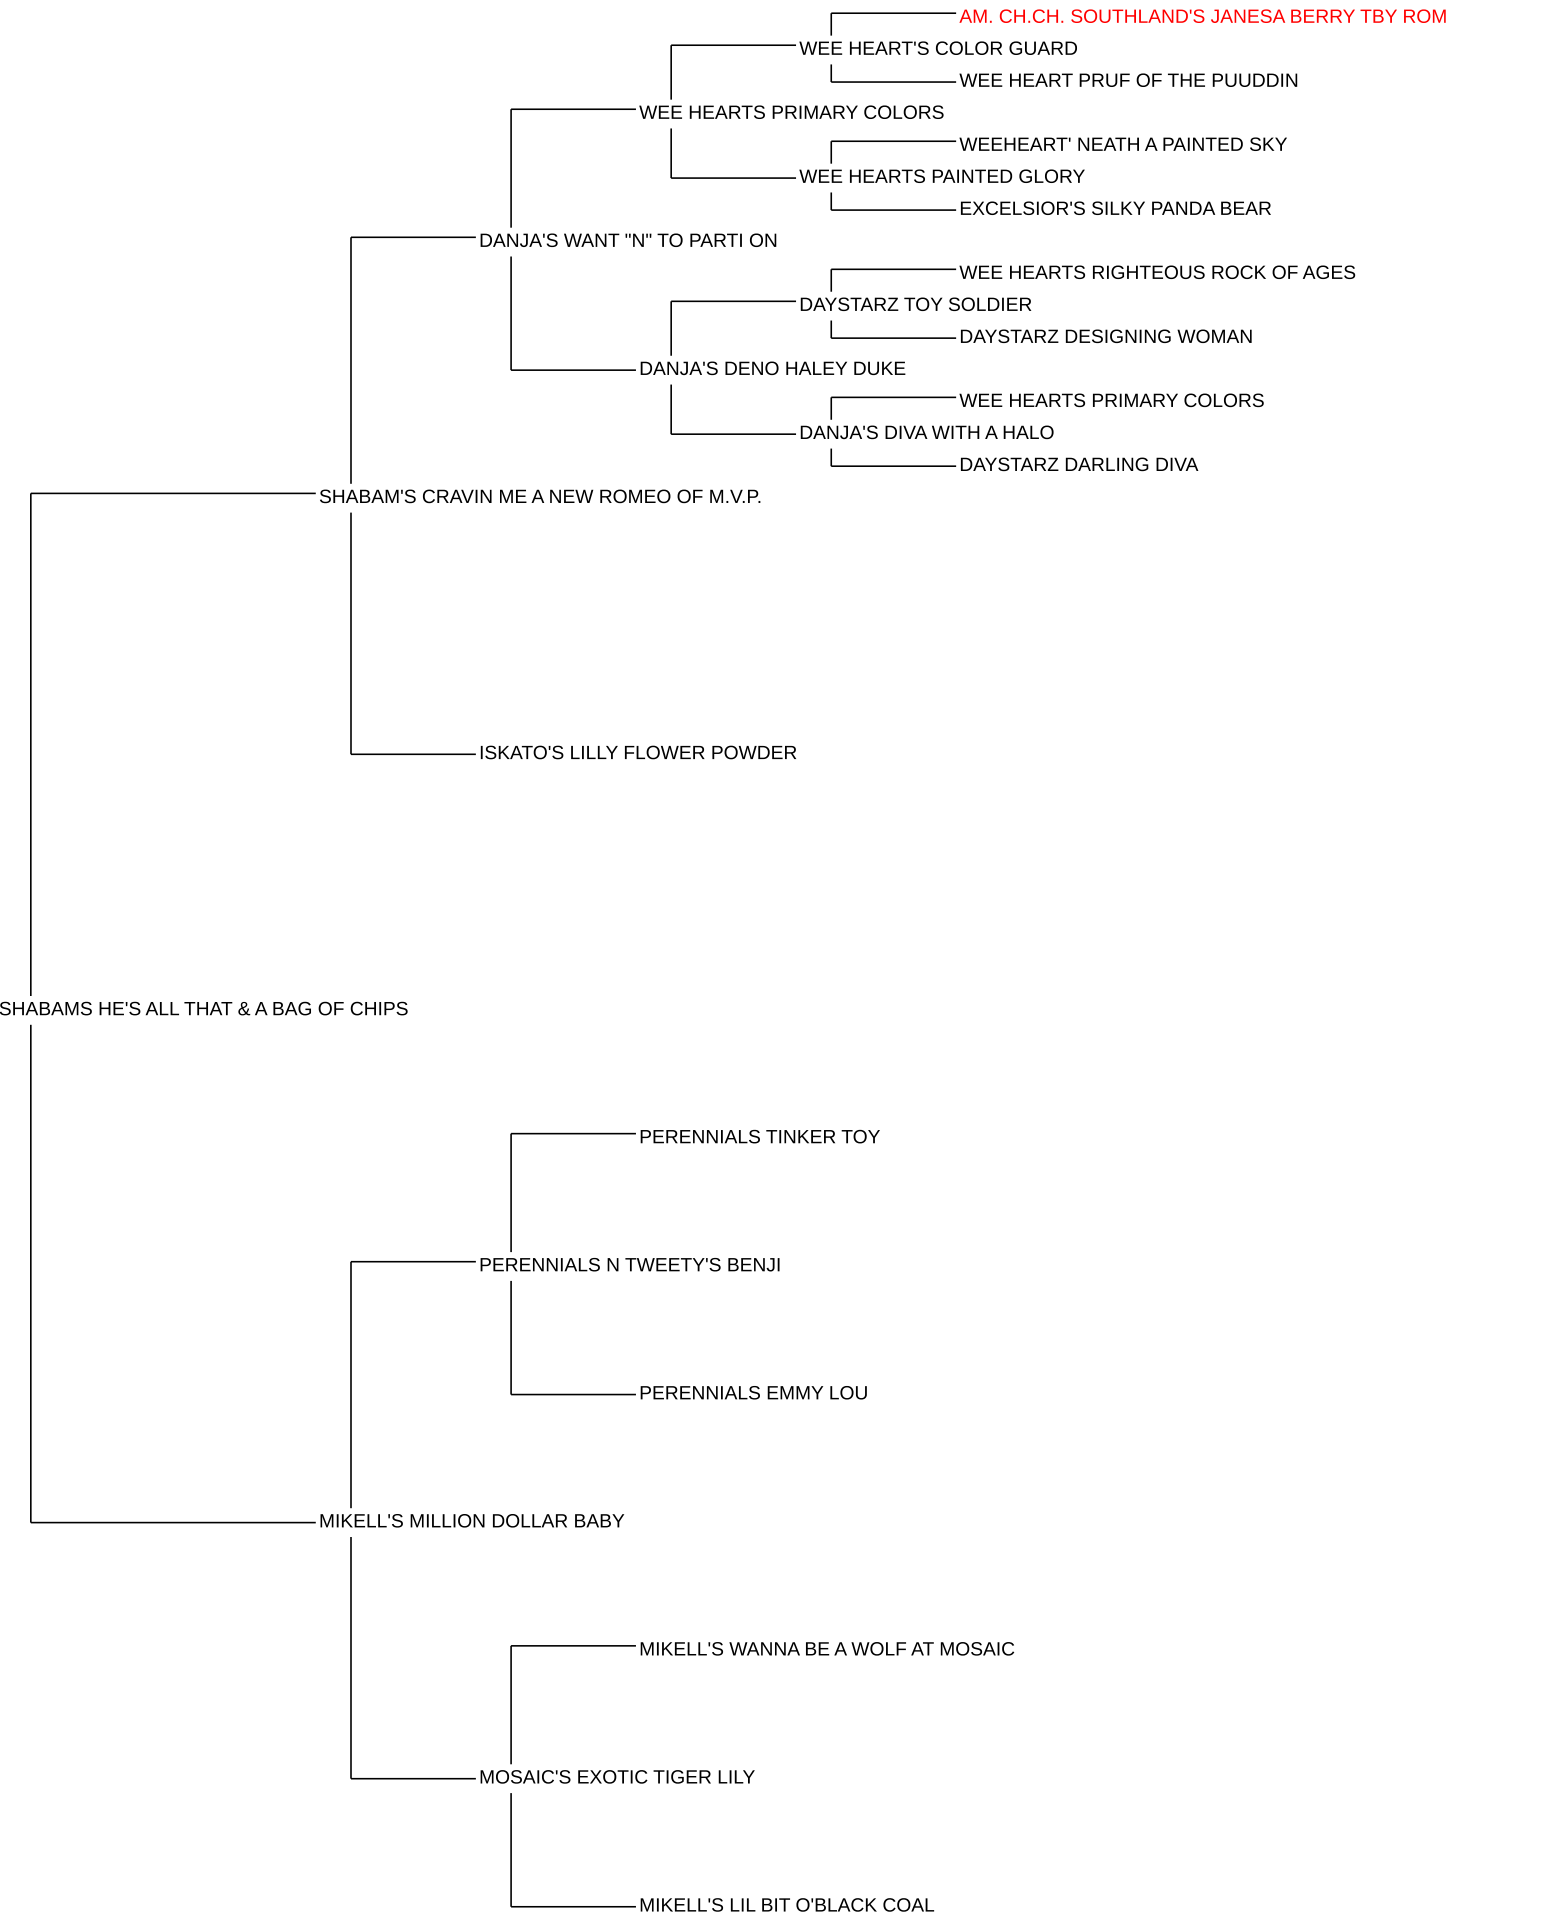 AM. CH.CH. SOUTHLAND'S JANESA BERRY TBY ROM
WEE HEART'S COLOR GUARD
WEE HEART PRUF OF THE PUUDDIN
WEE HEARTS PRIMARY COLORS
WEEHEART' NEATH A PAINTED SKY
WEE HEARTS PAINTED GLORY
EXCELSIOR'S SILKY PANDA BEAR
DANJA'S WANT "N" TO PARTI ON
WEE HEARTS RIGHTEOUS ROCK OF AGES
DAYSTARZ TOY SOLDIER
DAYSTARZ DESIGNING WOMAN
DANJA'S DENO HALEY DUKE
WEE HEARTS PRIMARY COLORS
DANJA'S DIVA WITH A HALO
DAYSTARZ DARLING DIVA
SHABAM'S CRAVIN ME A NEW ROMEO OF M.V.P.
ISKATO'S LILLY FLOWER POWDER
SHABAMS HE'S ALL THAT & A BAG OF CHIPS
PERENNIALS TINKER TOY
PERENNIALS N TWEETY'S BENJI
PERENNIALS EMMY LOU
MIKELL'S MILLION DOLLAR BABY
MIKELL'S WANNA BE A WOLF AT MOSAIC
MOSAIC'S EXOTIC TIGER LILY
MIKELL'S LIL BIT O'BLACK COAL